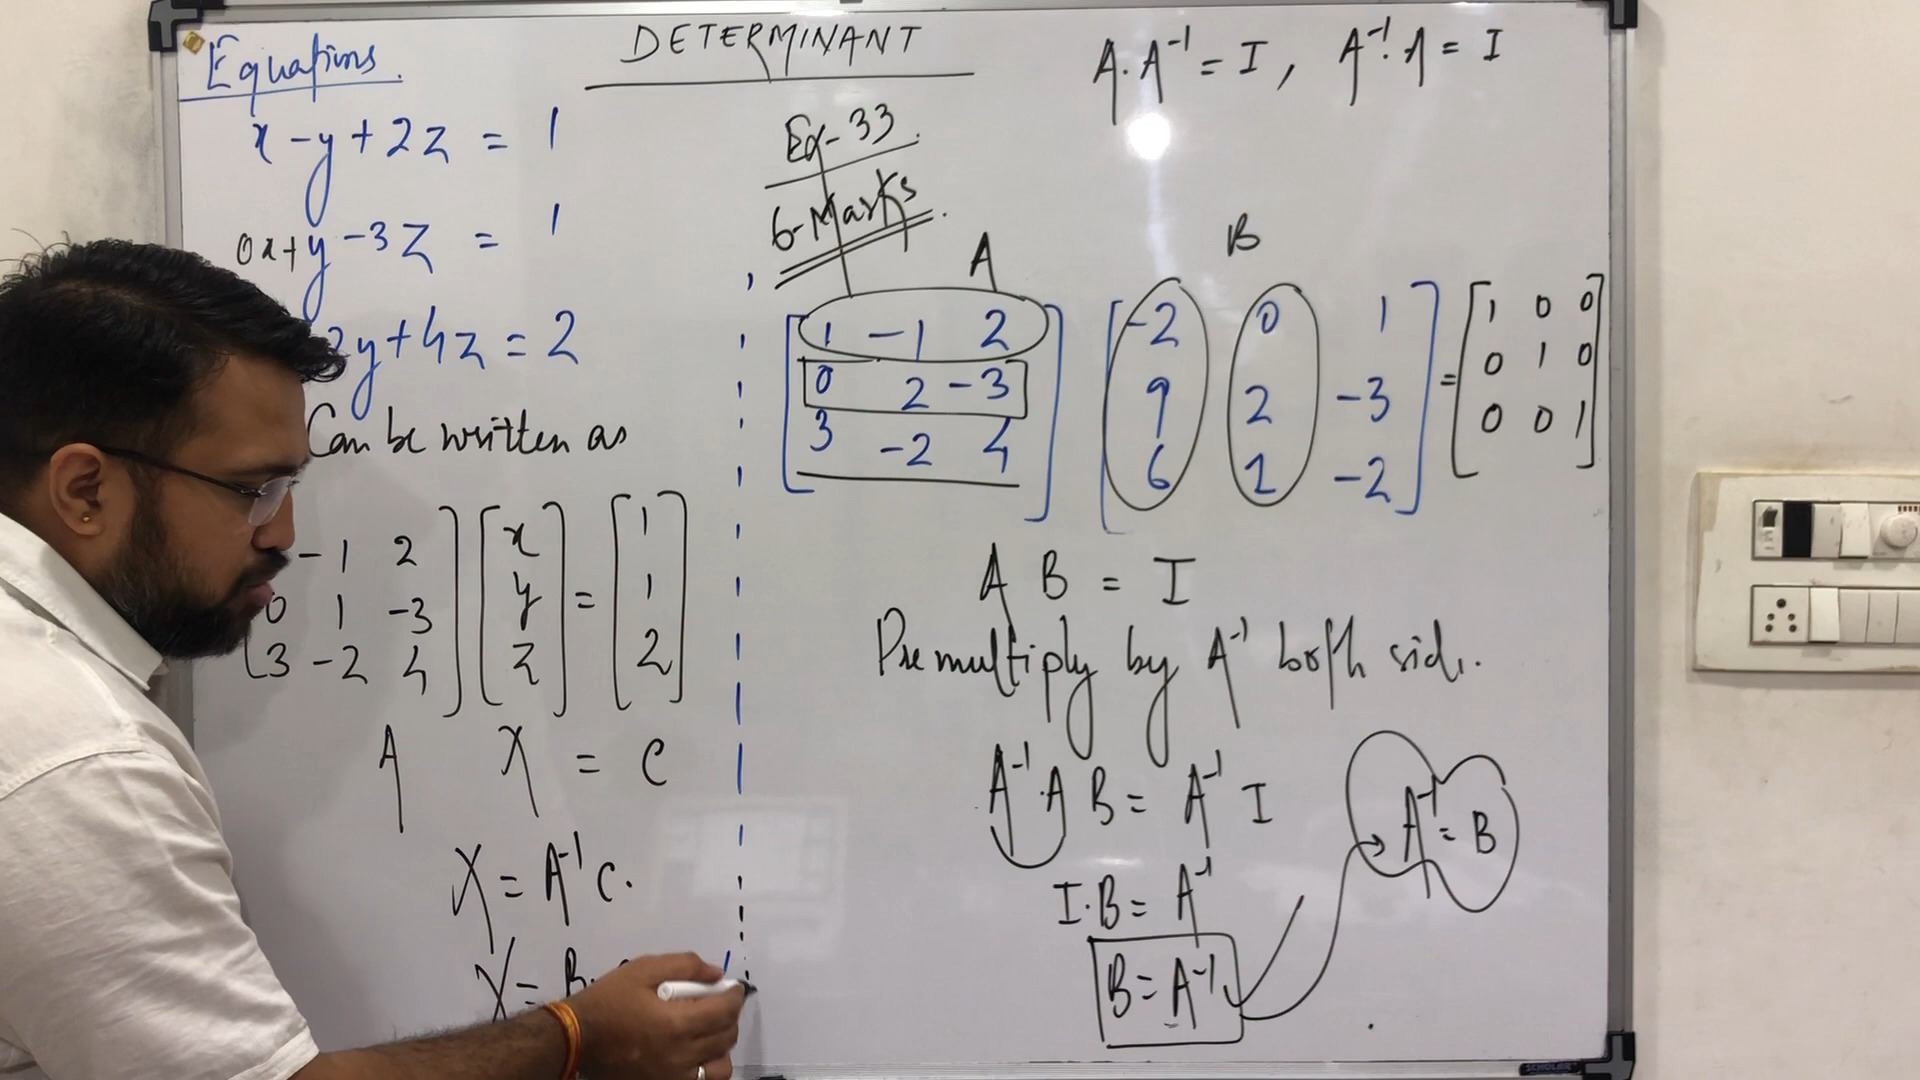 DETERMINANT
Equations.
x - y + 2z = 1
0x + y - 3z = 1
2y + 4z = 2
Can be written as
-1 2 ] [ x ] = [ 1 ]
0 1 -3 ] [ y ] = [ 1 ]
3 -2 4 ] [ z ] = [ 2 ]
A X = C
X = A⁻¹ C.
X = B.
A.A⁻¹ = I, A⁻¹.A = I
Ex-33.
6-Marks.
A B
[ 1 -1 2 ] [ -2 0 1 ] = [ 1 0 0 ]
[ 0 2 -3 ] [ 9 2 -3 ] = [ 0 1 0 ]
[ 3 -2 4 ] [ 6 1 -2 ] = [ 0 0 1 ]
A B = I
Pre multiply by A⁻¹ both side.
A⁻¹.A B = A⁻¹ I
I.B = A⁻¹
B = A⁻¹
A⁻¹ = B